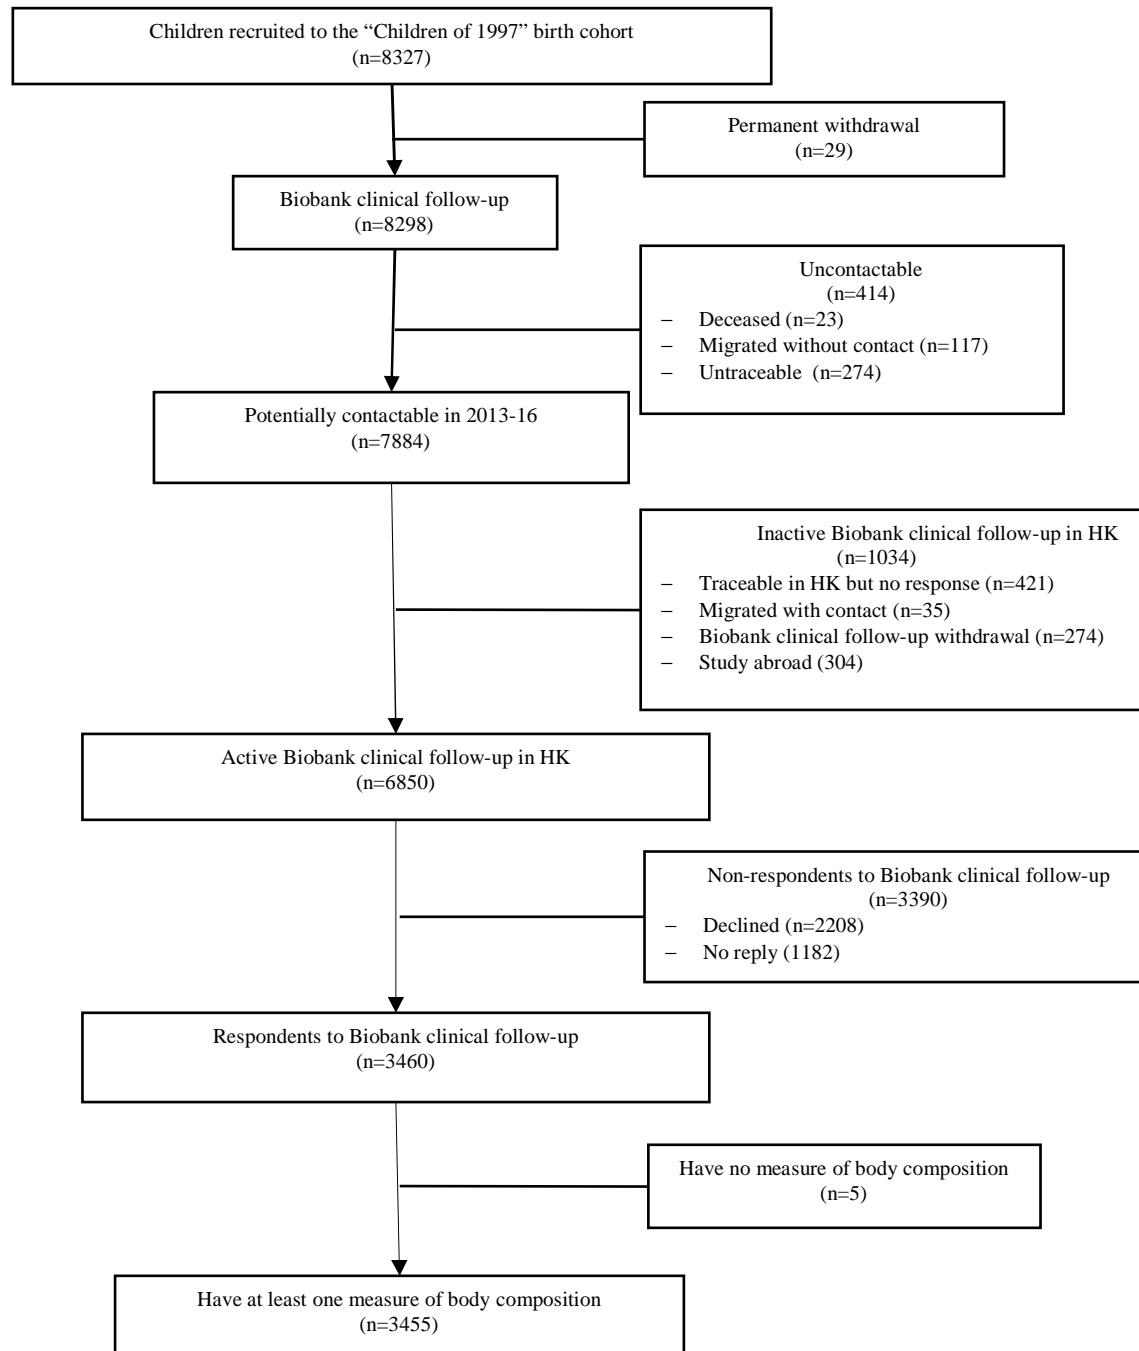 Children recruited to the “Children of 1997” birth cohort
(n=8327)
Permanent withdrawal
(n=29)
Biobank clinical follow-up
(n=8298)
Uncontactable
(n=414)
– Deceased (n=23)
– Migrated without contact (n=117)
– Untraceable (n=274)
Potentially contactable in 2013-16
(n=7884)
Inactive Biobank clinical follow-up in HK
(n=1034)
– Traceable in HK but no response (n=421)
– Migrated with contact (n=35)
– Biobank clinical follow-up withdrawal (n=274)
– Study abroad (304)
Active Biobank clinical follow-up in HK
(n=6850)
Non-respondents to Biobank clinical follow-up
(n=3390)
– Declined (n=2208)
– No reply (1182)
Respondents to Biobank clinical follow-up
(n=3460)
Have no measure of body composition
(n=5)
Have at least one measure of body composition
(n=3455)